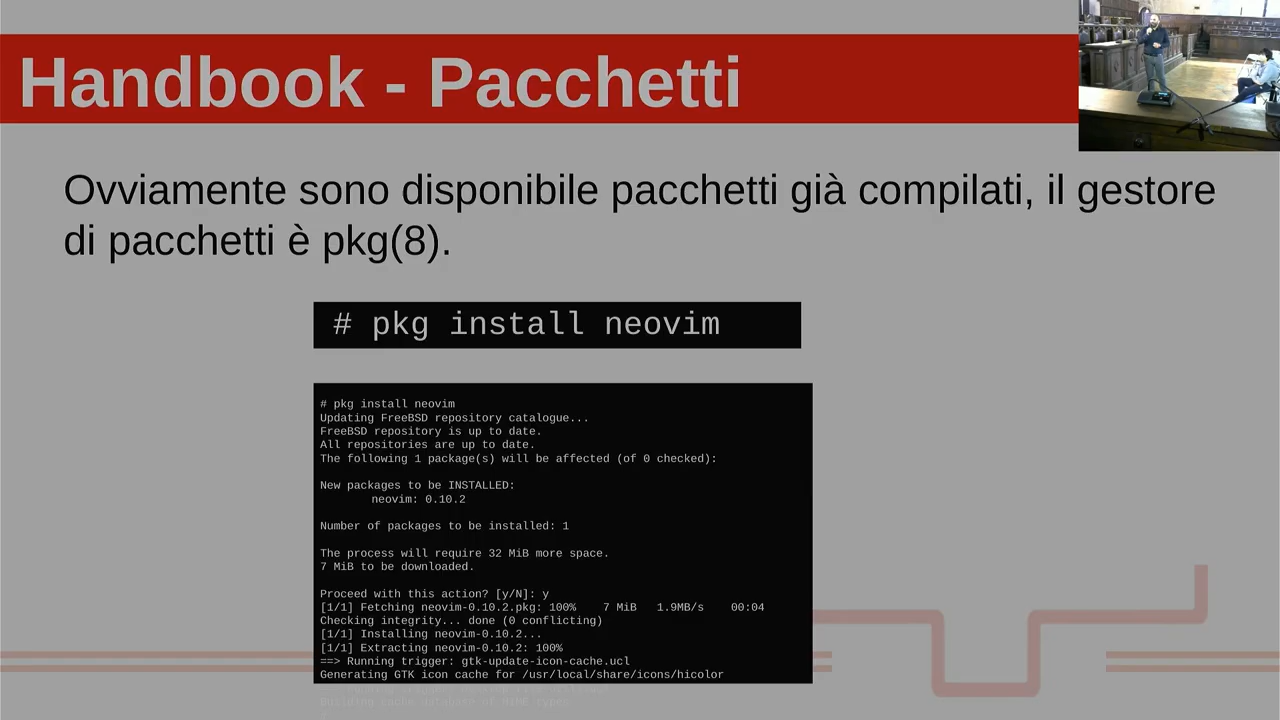 Handbook - Pacchetti
Ovviamente sono disponibile pacchetti già compilati, il gestore
di pacchetti è pkg(8).
# pkg install neovim
# pkg install neovim
Updating FreeBSD repository catalogue...
FreeBSD repository is up to date.
All repositories are up to date.
The following 1 package(s) will be affected (of 0 checked):
New packages to be INSTALLED:
neovim: 0.10.2
Number of packages to be installed: 1
The process will require 32 MiB more space.
7 MiB to be downloaded.
Proceed with this action? [y/N]: y
[1/1] Fetching neovim-0.10.2.pkg: 100% 7 MiB 1.9MB/s 00:04
Checking integrity... done (0 conflicting)
[1/1] Installing neovim-0.10.2...
[1/1] Extracting neovim-0.10.2: 100%
==> Running trigger: gtk-update-icon-cache.ucl
Generating GTK icon cache for /usr/local/share/icons/hicolor